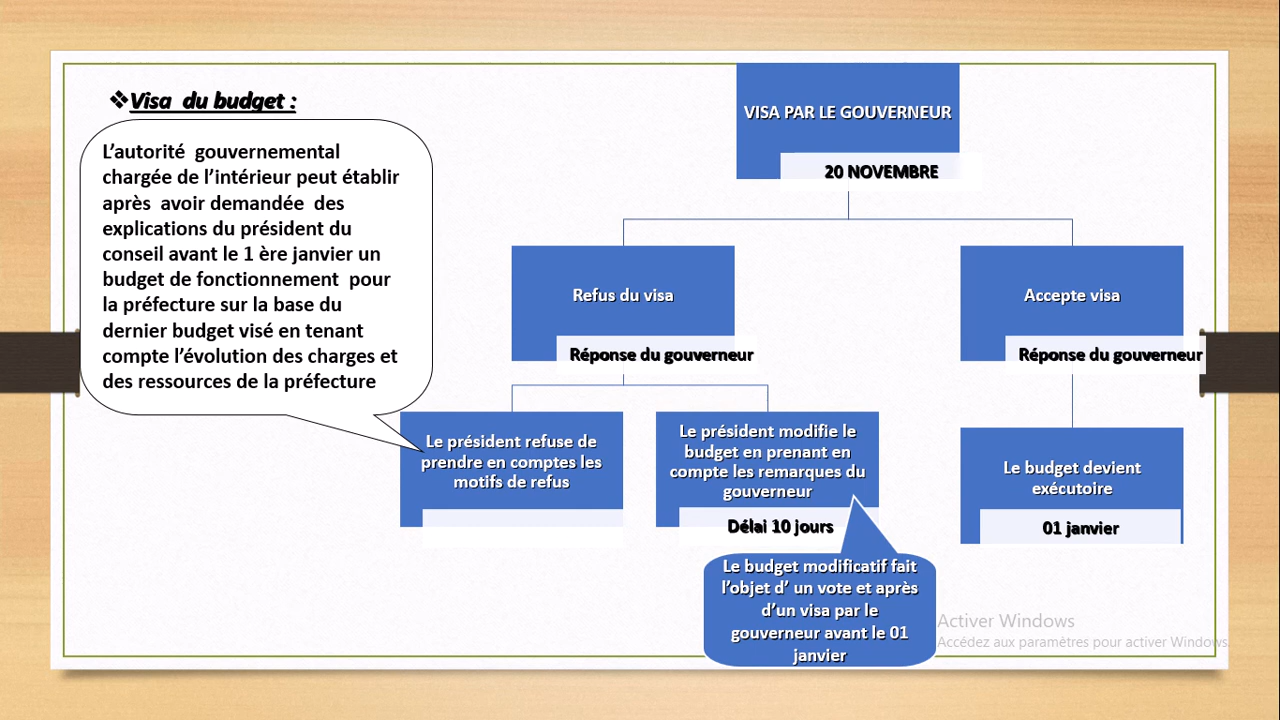 ❖Visa du budget :
L’autorité gouvernemental
chargée de l’intérieur peut établir
après avoir demandée des
explications du président du
conseil avant le 1 ère janvier un
budget de fonctionnement pour
la préfecture sur la base du
dernier budget visé en tenant
compte l’évolution des charges et
des ressources de la préfecture
VISA PAR LE GOUVERNEUR
20 NOVEMBRE
Refus du visa
Réponse du gouverneur
Accepte visa
Réponse du gouverneur
Le président refuse de
prendre en comptes les
motifs de refus
Le président modifie le
budget en prenant en
compte les remarques du
gouverneur
Délai 10 jours
Le budget devient
exécutoire
01 janvier
Le budget modificatif fait
l’objet d’ un vote et après
d’un visa par le
gouverneur avant le 01
janvier
Activer Windows
Accédez aux paramètres pour activer Windows.